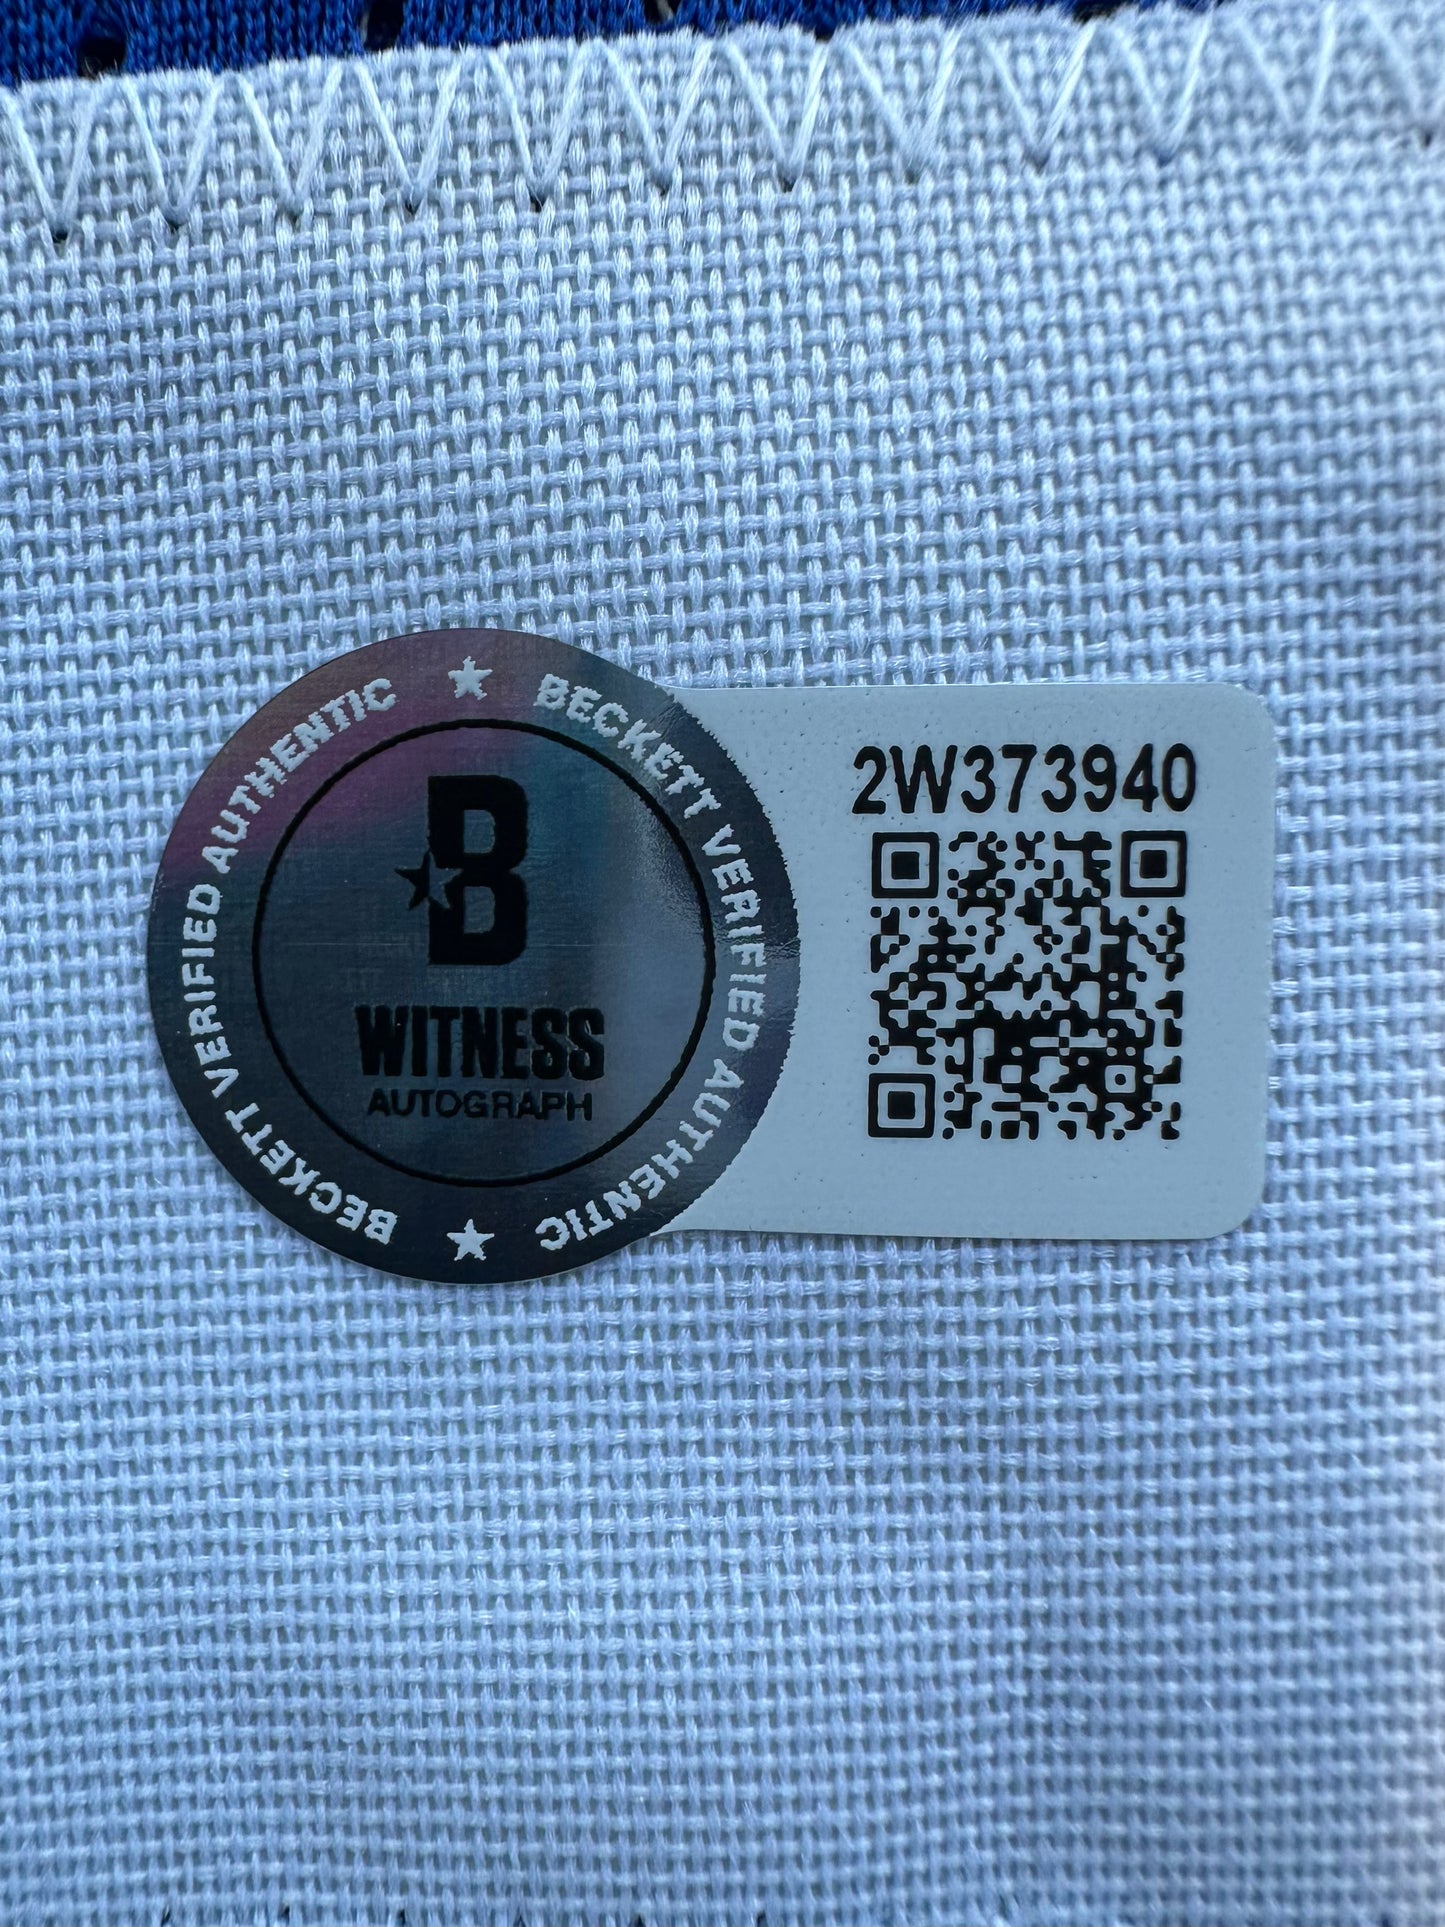 BECKETT VERIFIED AUTHENTIC ★ BECKETT VERIFIED AUTHENTIC ★
B
WITNESS
AUTOGRAPH
2W373940